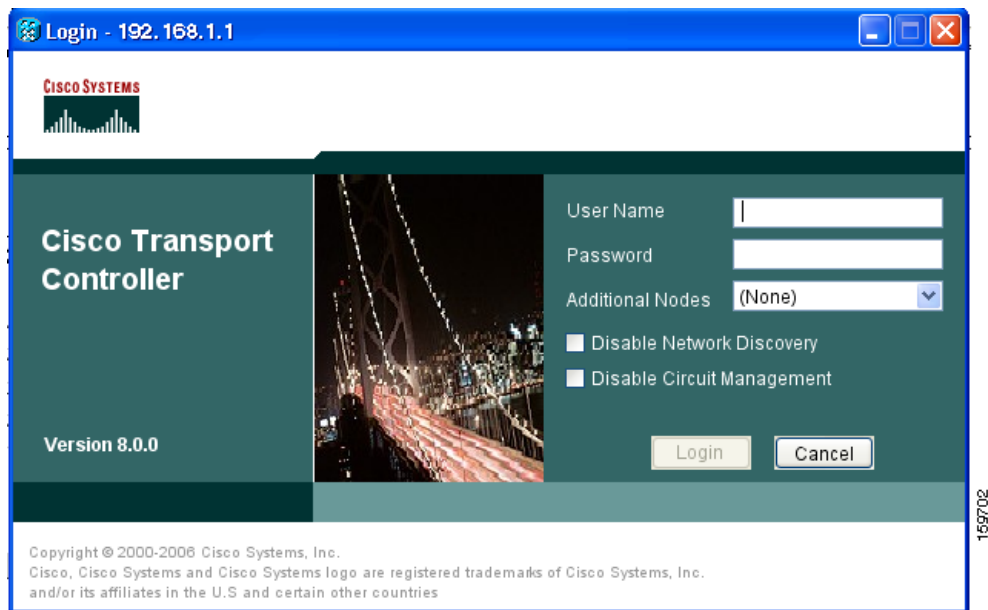 Login - 192.168.1.1
CISCO SYSTEMS
Cisco Transport
Controller
Version 8.0.0
User Name
Password
Additional Nodes (None)
Disable Network Discovery
Disable Circuit Management
Login Cancel
159702
Copyright © 2000-2006 Cisco Systems, Inc.
Cisco, Cisco Systems and Cisco Systems logo are registered trademarks of Cisco Systems, Inc.
and/or its affiliates in the U.S and certain other countries